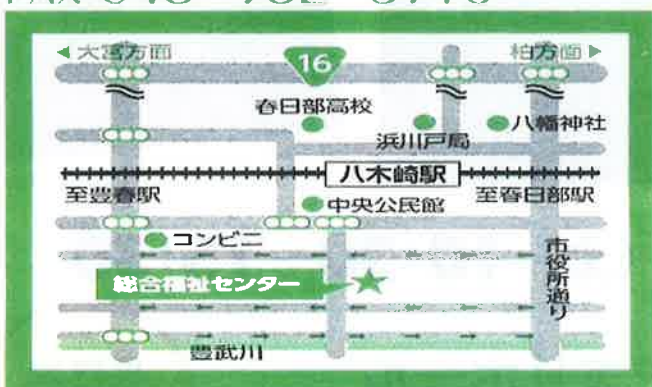 ◀大宮方面
16
柏方面▶
春日部高校
浜川戸局
八幡神社
八木崎駅
至豊春駅
至春日部駅
中央公民館
コンビニ
市役所通り
総合福祉センター
豊武川